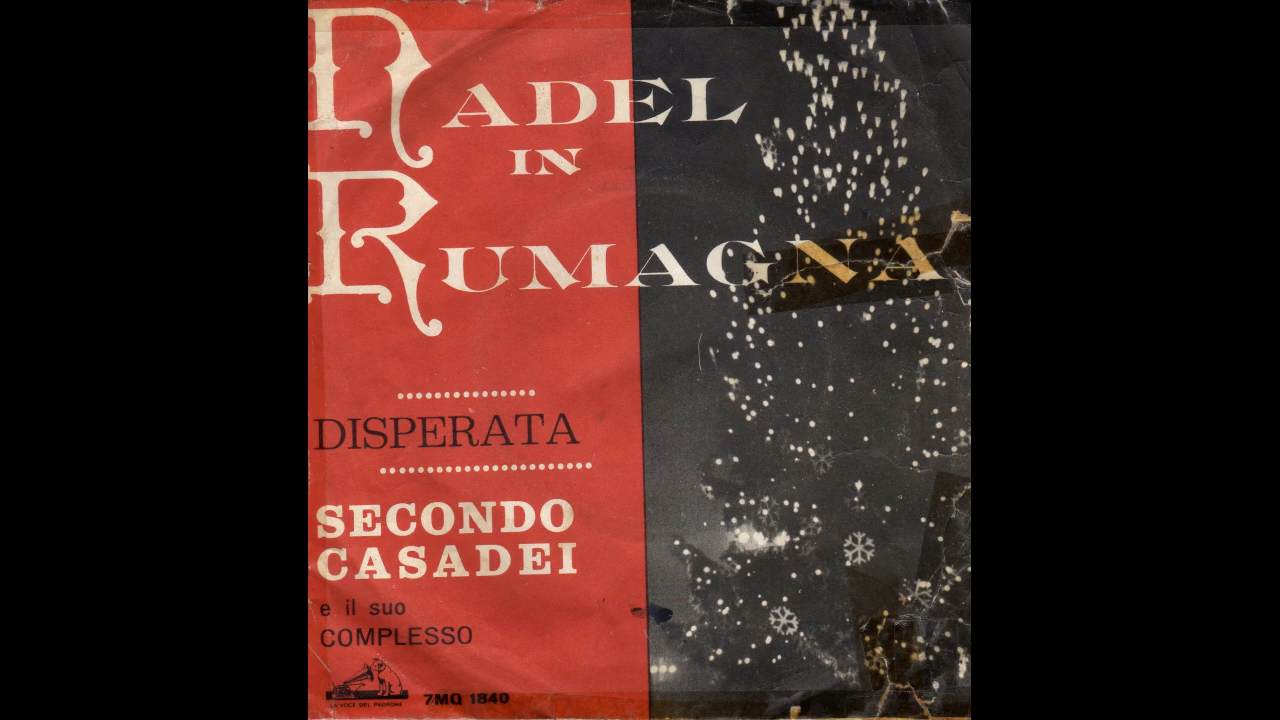 NADEL
IN
RUMAGNA
DISPERATA
SECONDO
CASADEI
e il suo
COMPLESSO
LA VOCE DEL PADRONE
7MQ 1840